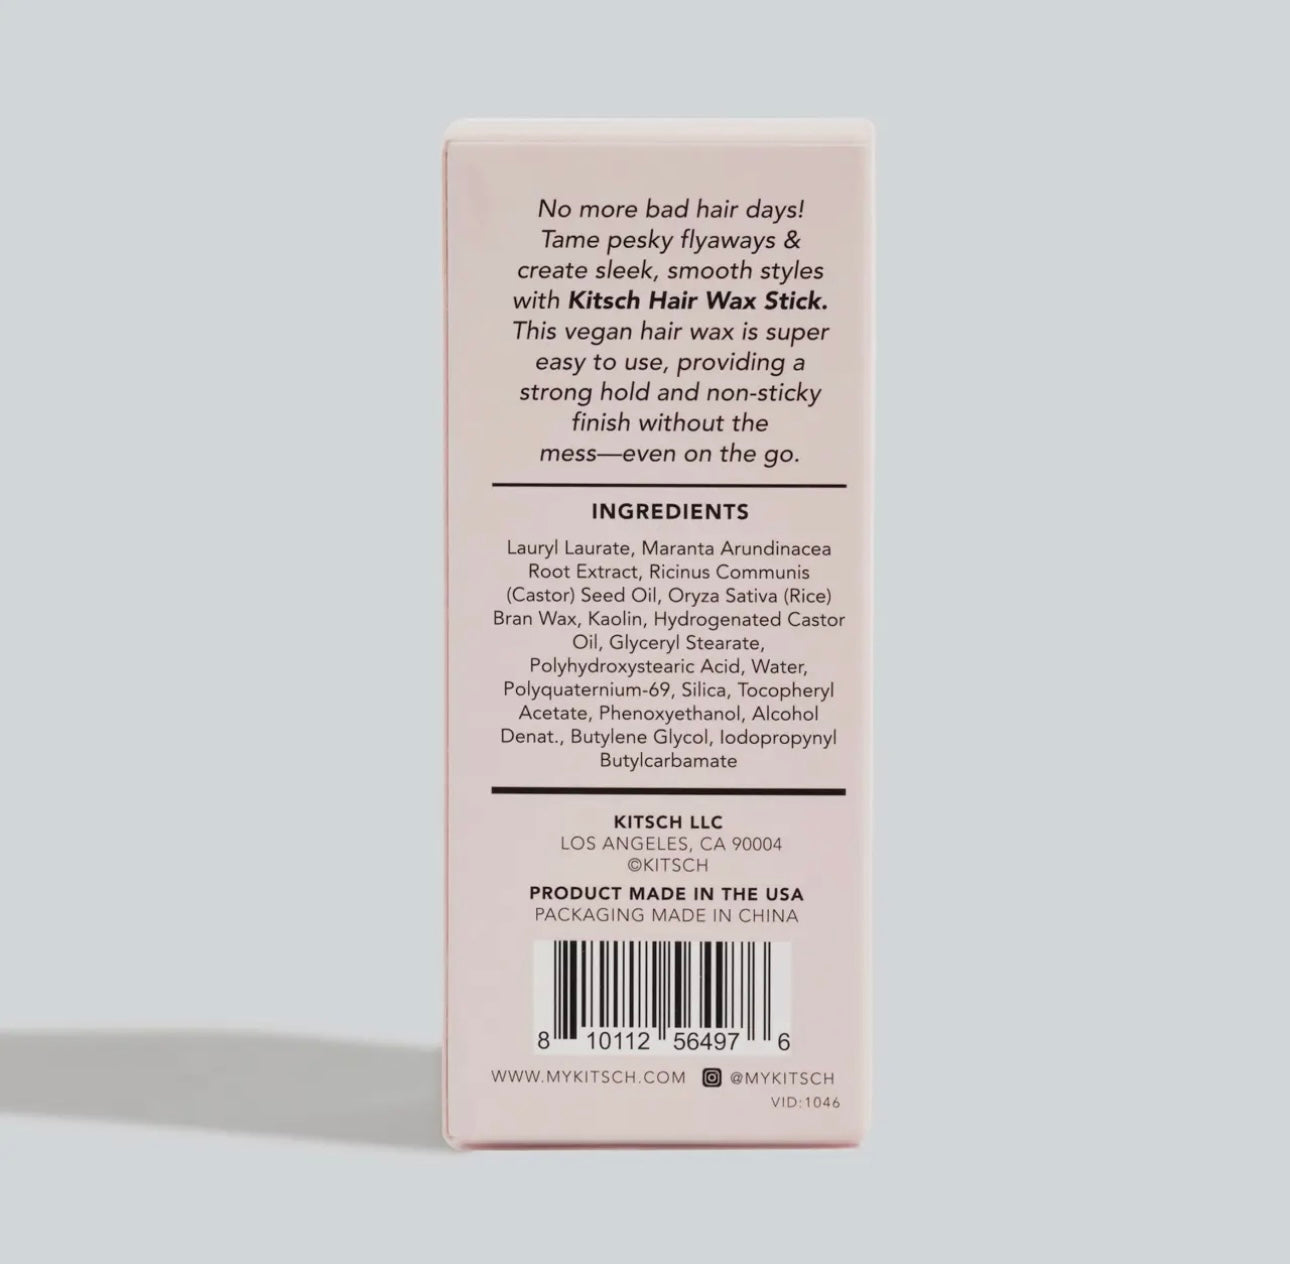 No more bad hair days!
Tame pesky flyaways &
create sleek, smooth styles
with Kitsch Hair Wax Stick.
This vegan hair wax is super
easy to use, providing a
strong hold and non-sticky
finish without the
mess—even on the go.
INGREDIENTS
Lauryl Laurate, Maranta Arundinacea
Root Extract, Ricinus Communis
(Castor) Seed Oil, Oryza Sativa (Rice)
Bran Wax, Kaolin, Hydrogenated Castor
Oil, Glyceryl Stearate,
Polyhydroxystearic Acid, Water,
Polyquaternium-69, Silica, Tocopheryl
Acetate, Phenoxyethanol, Alcohol
Denat., Butylene Glycol, Iodopropynyl
Butylcarbamate
KITSCH LLC
LOS ANGELES, CA 90004
©KITSCH
PRODUCT MADE IN THE USA
PACKAGING MADE IN CHINA
8 10112 56497 6
WWW.MYKITSCH.COM @MYKITSCH
VID:1046